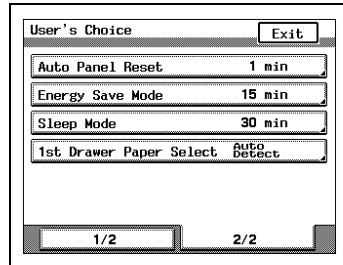 User's Choice Exit
Auto Panel Reset 1 min
Energy Save Mode 15 min
Sleep Mode 30 min
1st Drawer Paper Select Auto Detect
1/2 2/2